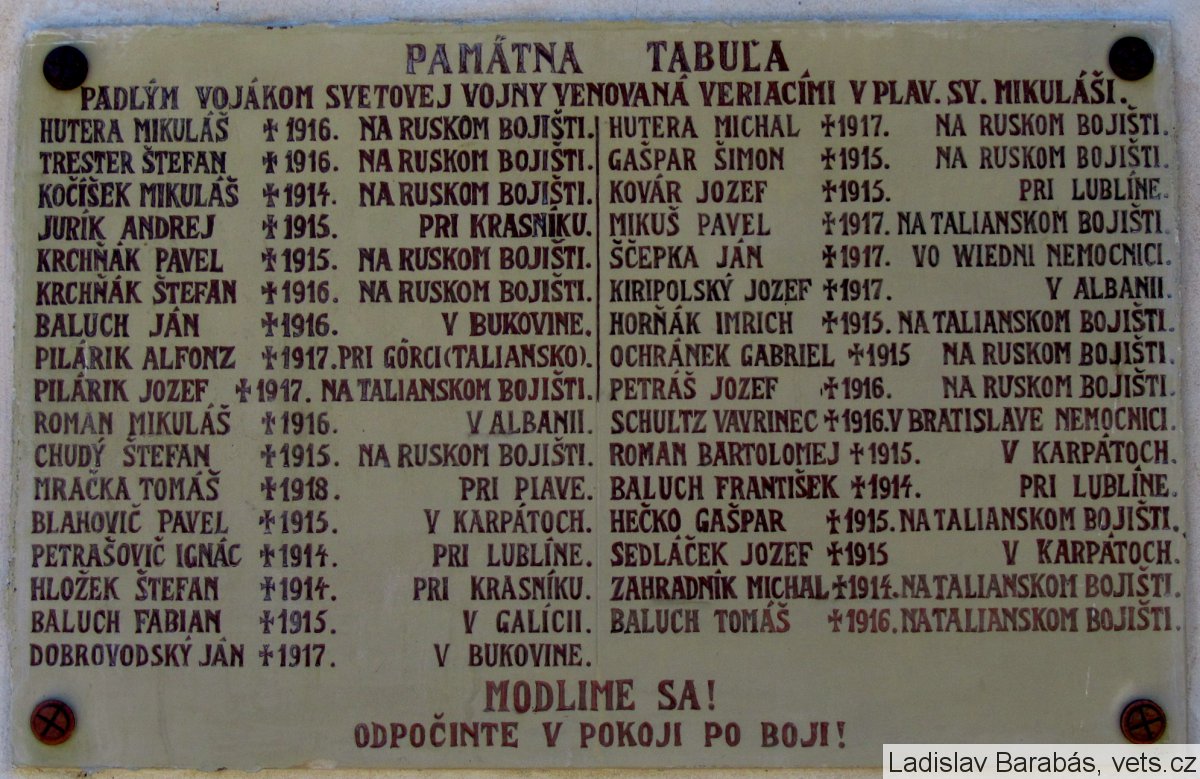 PAMÄTNA TABUĽA
PADLÝM VOJÁKOM SVETOVEJ VOJNY VENOVANÁ VERIACÍMI V PLAV. SV. MIKULÁŠI.
HUTERA MIKULÁŠ ✝ 1916. NA RUSKOM BOJIŠTI.
TRESTER ŠTEFAN ✝ 1916. NA RUSKOM BOJIŠTI.
KOČÍŠEK MIKULÁŠ ✝ 1914. NA RUSKOM BOJIŠTI.
JURÍK ANDREJ ✝ 1915. PRI KRASNÍKU.
KRCHŇÁK PAVEL ✝ 1915. NA RUSKOM BOJIŠTI.
KRCHŇÁK ŠTEFAN ✝ 1916. NA RUSKOM BOJIŠTI.
BALUCH JÁN ✝ 1916. V BUKOVINE.
PILÁRIK ALFONZ ✝ 1917. PRI GÖRCI (TALIANSKO).
PILÁRIK JOZEF ✝ 1917. NA TALIANSKOM BOJIŠTI.
ROMAN MIKULÁŠ ✝ 1916. V ALBANII.
CHUDÝ ŠTEFAN ✝ 1915. NA RUSKOM BOJIŠTI.
MRAČKA TOMÁŠ ✝ 1918. PRI PIAVE.
BLAHOVIČ PAVEL ✝ 1915. V KARPÁTOCH.
PETRAŠOVIČ IGNÁC ✝ 1914. PRI LUBLÍNE.
HLOŽEK ŠTEFAN ✝ 1914. PRI KRASNÍKU.
BALUCH FABIAN ✝ 1915. V GALÍCII.
DOBROVODSKÝ JÁN ✝ 1917. V BUKOVINE.
HUTERA MICHAL ✝ 1917. NA RUSKOM BOJIŠTI.
GAŠPAR ŠIMON ✝ 1915. NA RUSKOM BOJIŠTI.
KOVÁR JOZEF ✝ 1915. PRI LUBLÍNE.
MIKUŠ PAVEL ✝ 1917. NA TALIANSKOM BOJIŠTI.
ŠČEPKA JÁN ✝ 1917. VO WIEDNI NEMOCNICI.
KIRIPOLSKÝ JOZEF ✝ 1917. V ALBANII.
HORŇÁK IMRICH ✝ 1915. NA TALIANSKOM BOJIŠTI.
OCHRÁNEK GABRIEL ✝ 1915 NA RUSKOM BOJIŠTI.
PETRÁŠ JOZEF ✝ 1916. NA RUSKOM BOJIŠTI.
SCHULTZ VAVRINEC ✝ 1916. V BRATISLAVE NEMOCNICI.
ROMAN BARTOLOMEJ ✝ 1915. V KARPÁTOCH.
BALUCH FRANTIŠEK ✝ 1914. PRI LUBLÍNE.
HEČKO GAŠPAR ✝ 1915. NA TALIANSKOM BOJIŠTI.
SEDLÁČEK JOZEF ✝ 1915 V KARPÁTOCH.
ZAHRADNÍK MICHAL ✝ 1914. NA TALIANSKOM BOJIŠTI.
BALUCH TOMÁŠ ✝ 1916. NA TALIANSKOM BOJIŠTI.
MODLIME SA!
ODPOČINTE V POKOJI PO BOJI!
Ladislav Barabás, vets.cz